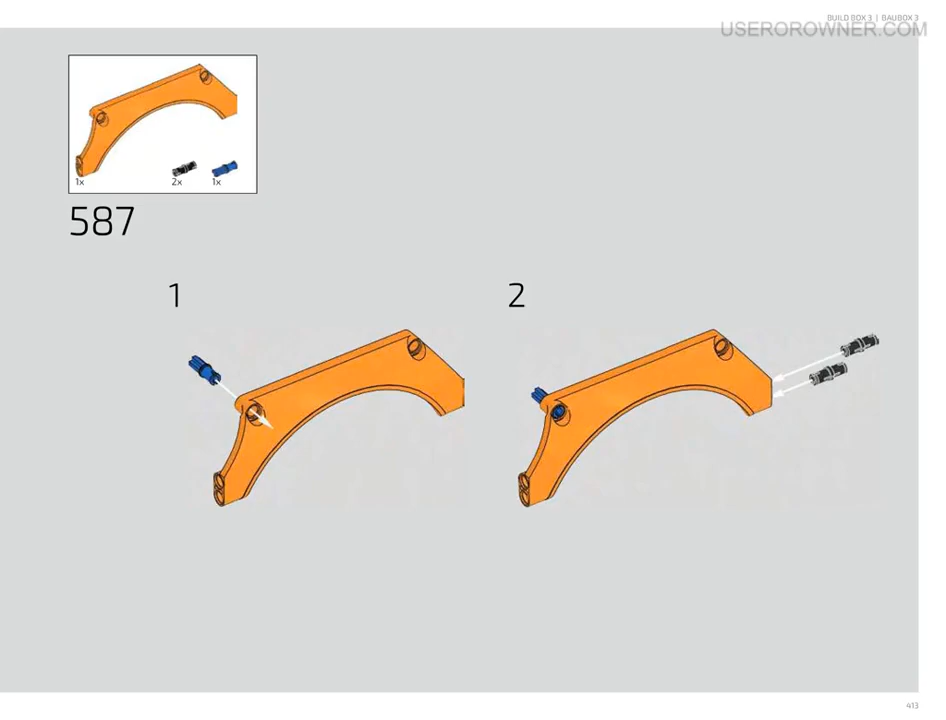 BUILD BOX 3 | BAUBOX 3
USEROROWNER.COM
1x 2x 1x
587
1 2
413